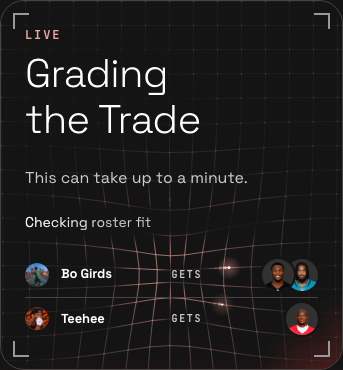 LIVE
Grading
the Trade
This can take up to a minute.
Checking roster fit
Bo Girds GETS
Teehee GETS